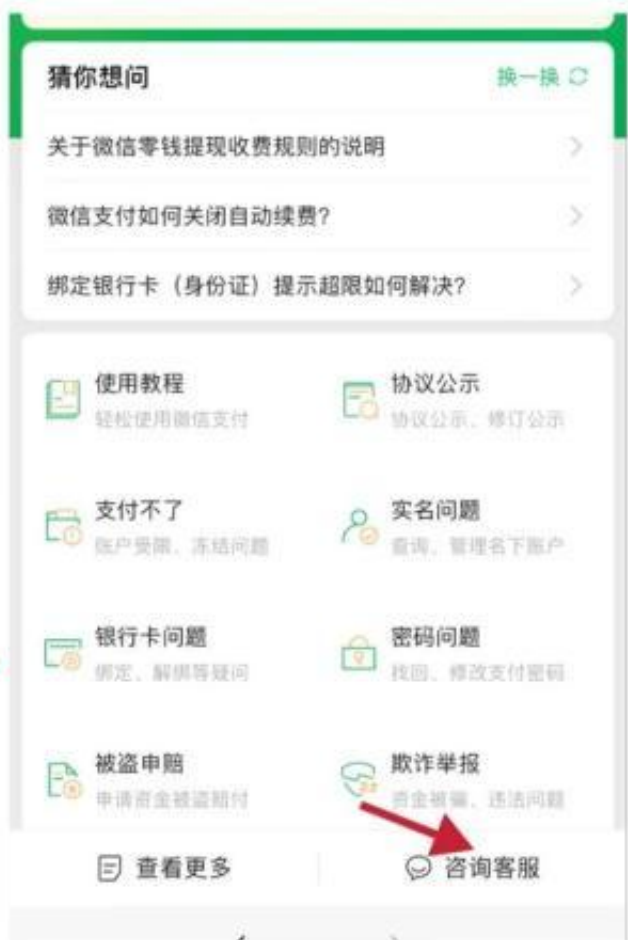 猜你想问
换一换
关于微信零钱提现收费规则的说明
微信支付如何关闭自动续费?
绑定银行卡（身份证）提示超限如何解决?
使用教程
协议公示
轻松使用微信支付
协议公示、修订公示
支付不了
实名问题
账户受限、冻结问题
查询、管理名下账户
银行卡问题
密码问题
绑定、解绑等疑问
找回、修改支付密码
被盗申赔
欺诈举报
申请资金被盗赔付
资金被骗、违法问题
查看更多
咨询客服